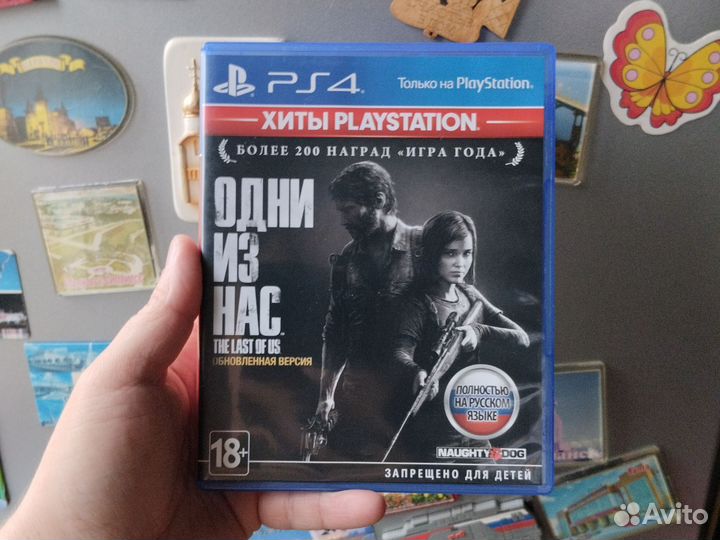 PS4
Только на PlayStation®
ХИТЫ PLAYSTATION®
БОЛЕЕ 200 НАГРАД «ИГРА ГОДА»
ОДНИ
ИЗ
НАС
THE LAST OF US
ОБНОВЛЕННАЯ ВЕРСИЯ
ПОЛНОСТЬЮ
НА РУССКОМ
ЯЗЫКЕ
18+
NAUGHTY DOG
ЗАПРЕЩЕНО ДЛЯ ДЕТЕЙ
Avito